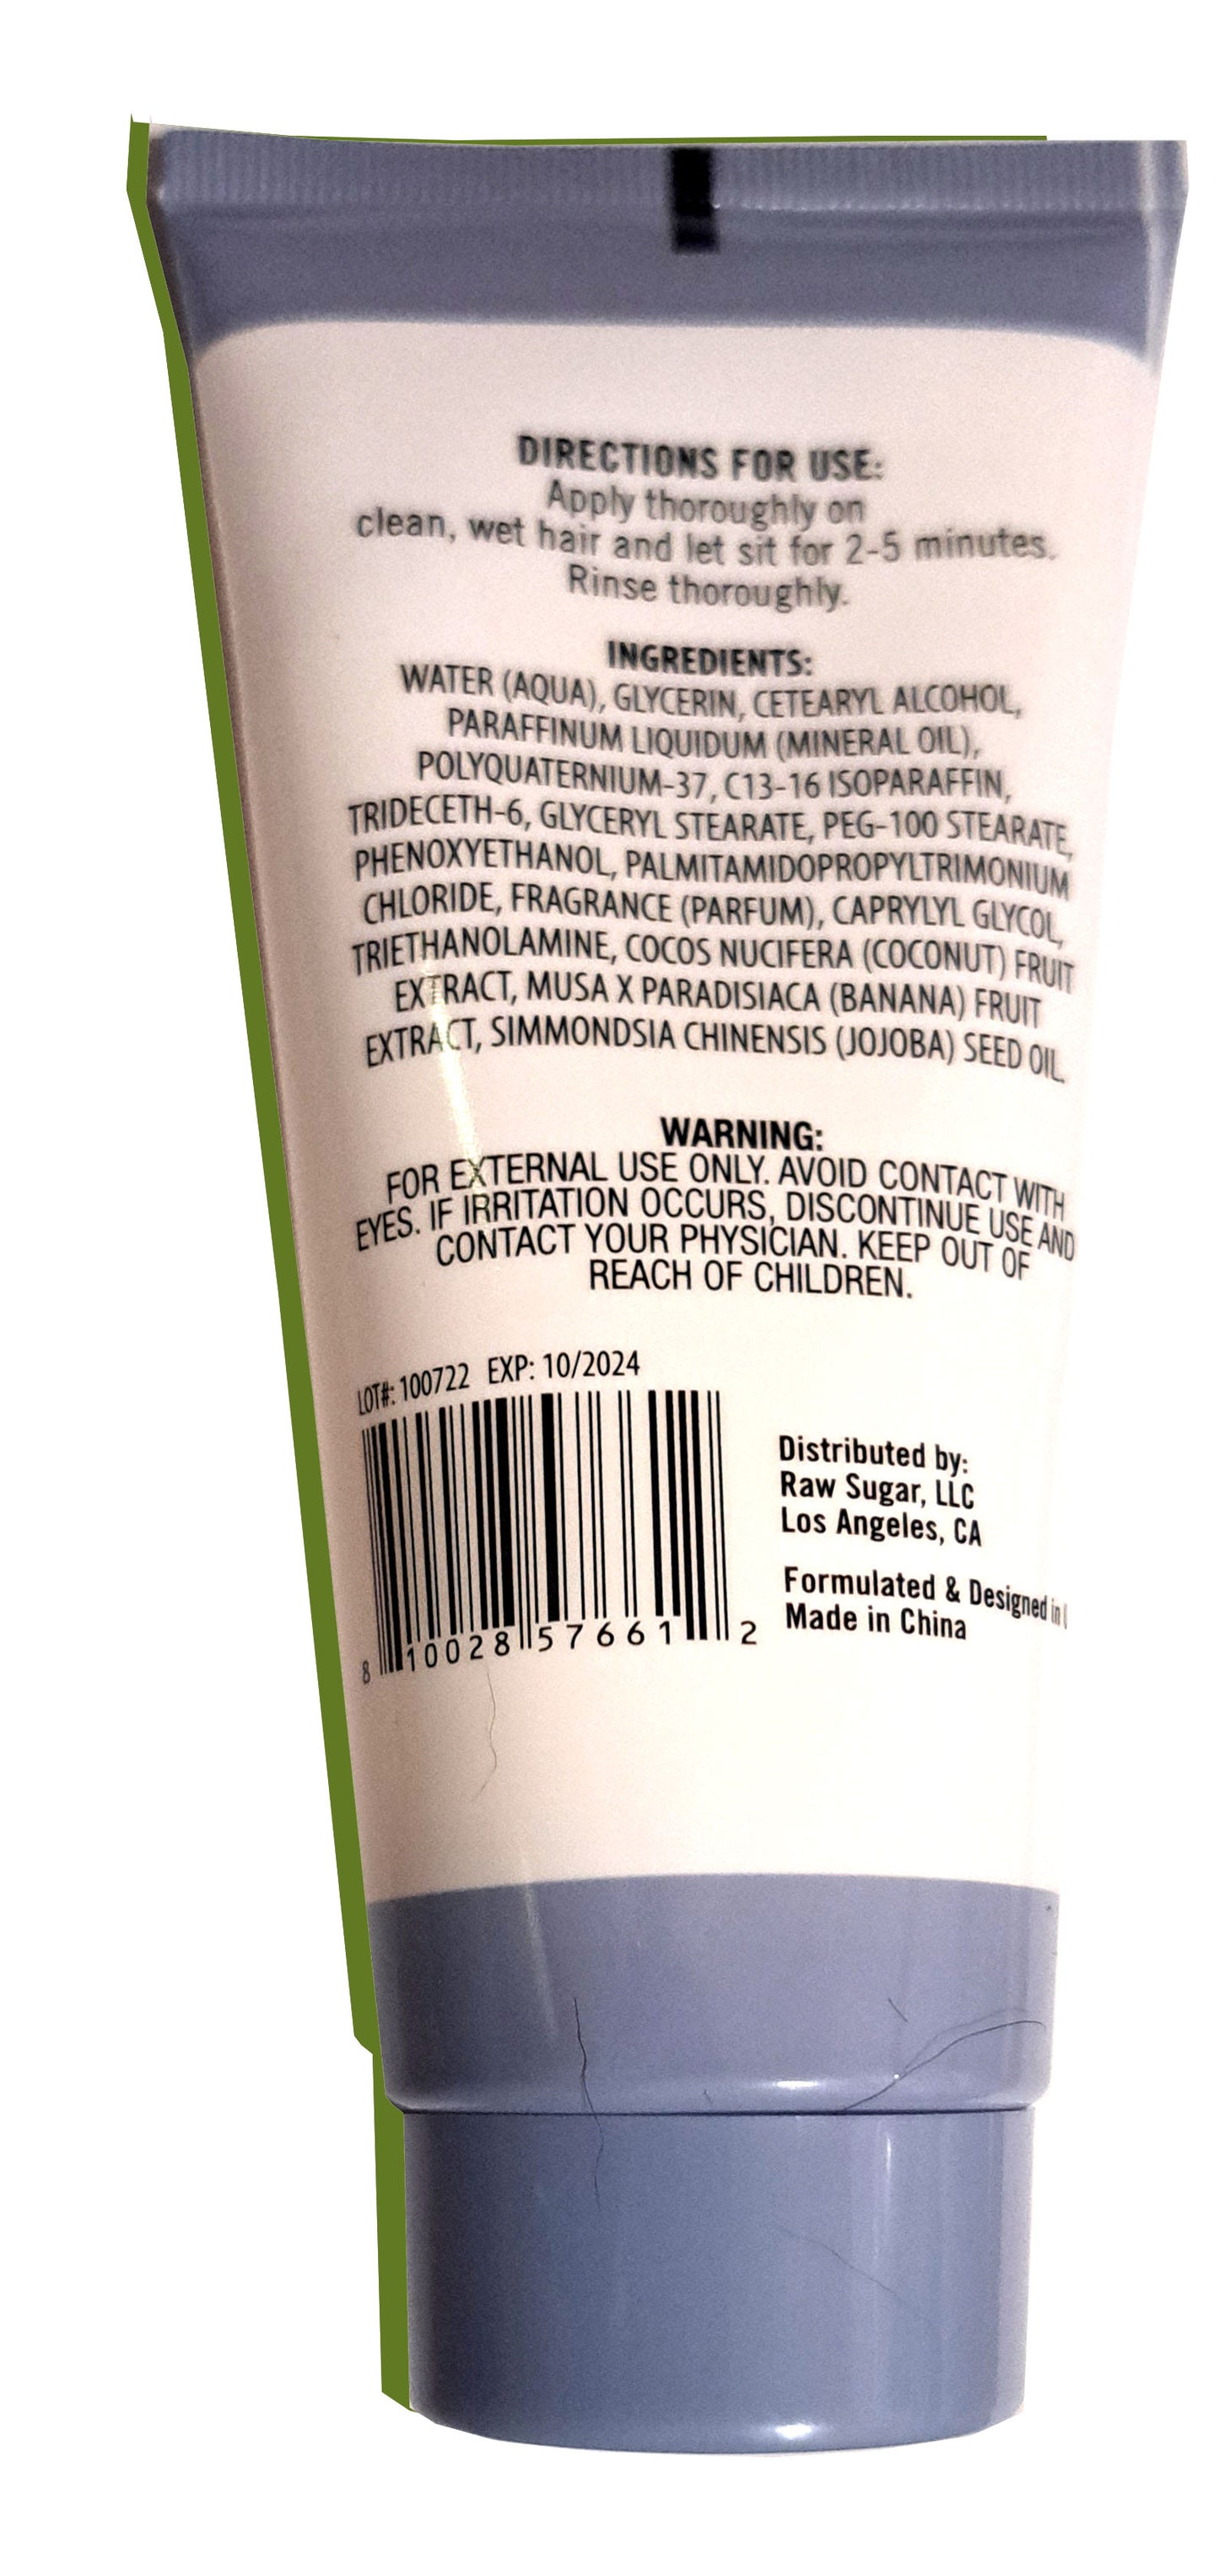 DIRECTIONS FOR USE:
Apply thoroughly on
clean, wet hair and let sit for 2-5 minutes.
Rinse thoroughly.
INGREDIENTS:
WATER (AQUA), GLYCERIN, CETEARYL ALCOHOL,
PARAFFINUM LIQUIDUM (MINERAL OIL),
POLYQUATERNIUM-37, C13-16 ISOPARAFFIN,
TRIDECETH-6, GLYCERYL STEARATE, PEG-100 STEARATE,
PHENOXYETHANOL, PALMITAMIDOPROPYLTRIMONIUM
CHLORIDE, FRAGRANCE (PARFUM), CAPRYLYL GLYCOL,
TRIETHANOLAMINE, COCOS NUCIFERA (COCONUT) FRUIT
EXTRACT, MUSA X PARADISIACA (BANANA) FRUIT
EXTRACT, SIMMONDSIA CHINENSIS (JOJOBA) SEED OIL.
WARNING:
FOR EXTERNAL USE ONLY. AVOID CONTACT WITH
EYES. IF IRRITATION OCCURS, DISCONTINUE USE AND
CONTACT YOUR PHYSICIAN. KEEP OUT OF
REACH OF CHILDREN.
LOT#: 100722 EXP: 10/2024
8 10028 57661 2
Distributed by:
Raw Sugar, LLC
Los Angeles, CA
Formulated & Designed in
Made in China